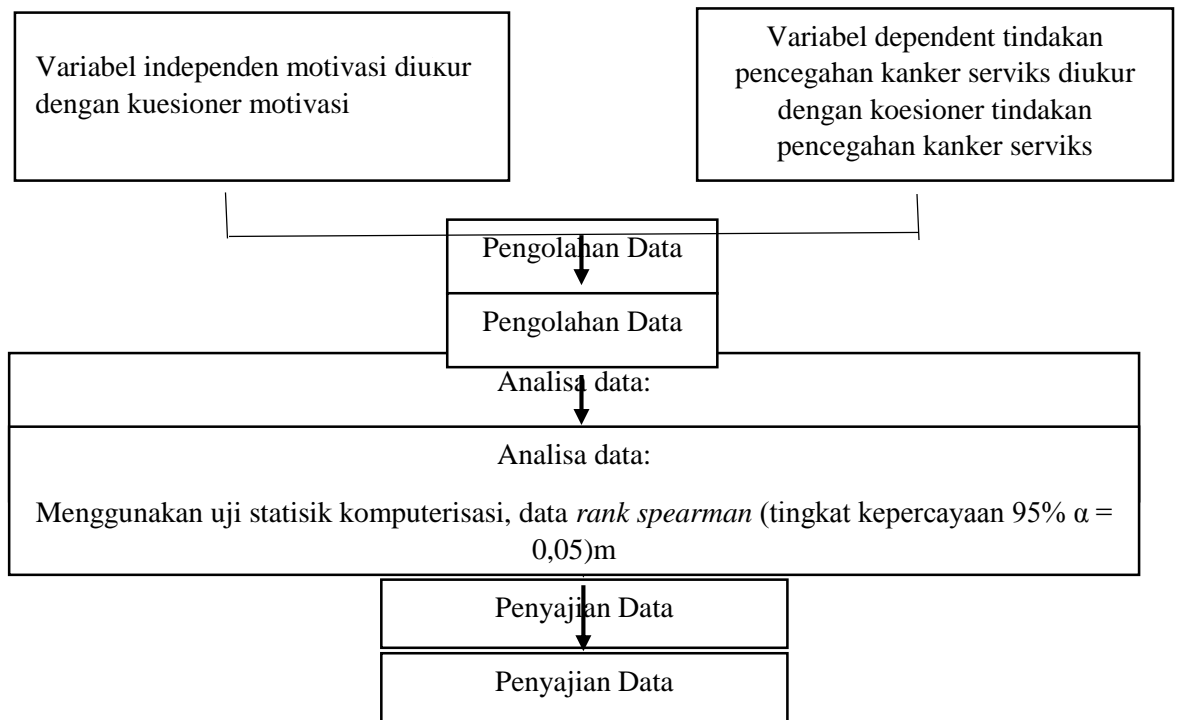 Variabel independen motivasi diukur
dengan kuesioner motivasi
Variabel dependent tindakan
pencegahan kanker serviks diukur
dengan koesioner tindakan
pencegahan kanker serviks
Pengolahan Data
Pengolahan Data
Analisa data:
Analisa data:
Menggunakan uji statisik komputerisasi, data rank spearman (tingkat kepercayaan 95% α =
0,05)m
Penyajian Data
Penyajian Data